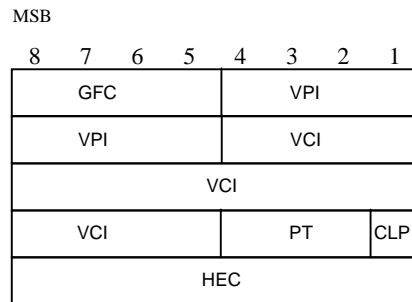 MSB
8 7 6 5 4 3 2 1
GFC VPI
VPI VCI
VCI
VCI PT CLP
HEC